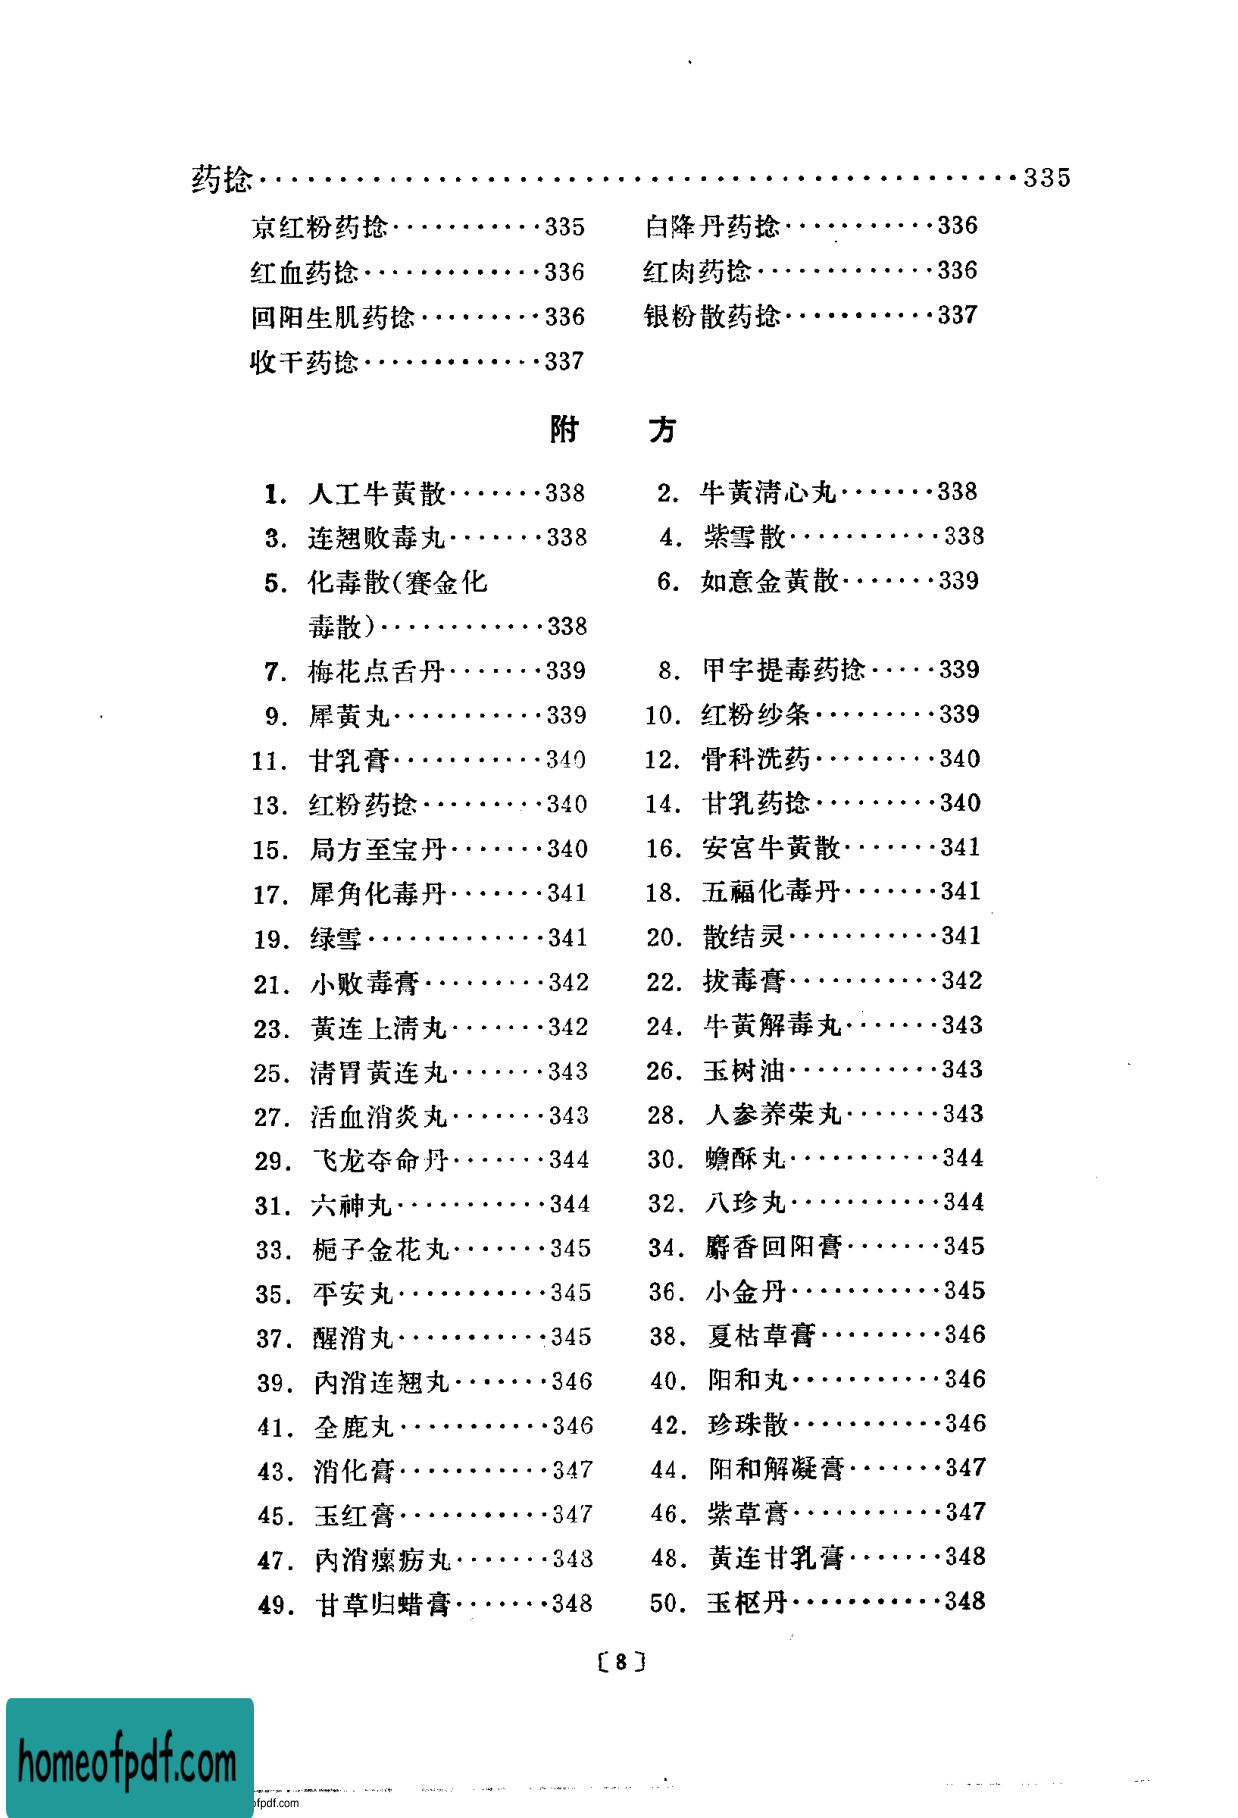 药捻················································335
京红粉药捻···········335 白降丹药捻···········336
红血药捻·············336 红肉药捻·············336
回阳生肌药捻·········336 银粉散药捻···········337
收干药捻·············337
附 方
1. 人工牛黄散·······338 2. 牛黄清心丸·······338
3. 连翘败毒丸·······338 4. 紫雪散···········338
5. 化毒散(赛金化 6. 如意金黄散·······339
毒散)············338
7. 梅花点舌丹·······339 8. 甲字提毒药捻·····339
9. 犀黄丸···········339 10. 红粉纱条·········339
11. 甘乳膏···········340 12. 骨科洗药·········340
13. 红粉药捻·········340 14. 甘乳药捻·········340
15. 局方至宝丹·······340 16. 安宫牛黄散·······341
17. 犀角化毒丹·······341 18. 五福化毒丹·······341
19. 绿雪·············341 20. 散结灵···········341
21. 小败毒膏·········342 22. 拔毒膏···········342
23. 黄连上清丸·······342 24. 牛黄解毒丸·······343
25. 清胃黄连丸·······343 26. 玉树油···········343
27. 活血消炎丸·······343 28. 人参养荣丸·······343
29. 飞龙夺命丹·······344 30. 蟾酥丸···········344
31. 六神丸···········344 32. 八珍丸···········344
33. 栀子金花丸·······345 34. 麝香回阳膏·······345
35. 平安丸···········345 36. 小金丹···········345
37. 醒消丸···········345 38. 夏枯草膏·········346
39. 内消连翘丸·······346 40. 阳和丸···········346
41. 全鹿丸···········346 42. 珍珠散···········346
43. 消化膏···········347 44. 阳和解凝膏·······347
45. 玉红膏···········347 46. 紫草膏···········347
47. 内消瘰疬丸·······348 48. 黄连甘乳膏·······348
49. 甘草归蜡膏·······348 50. 玉枢丹···········348
〔8〕
homeofpdf.com
ofpdf.com